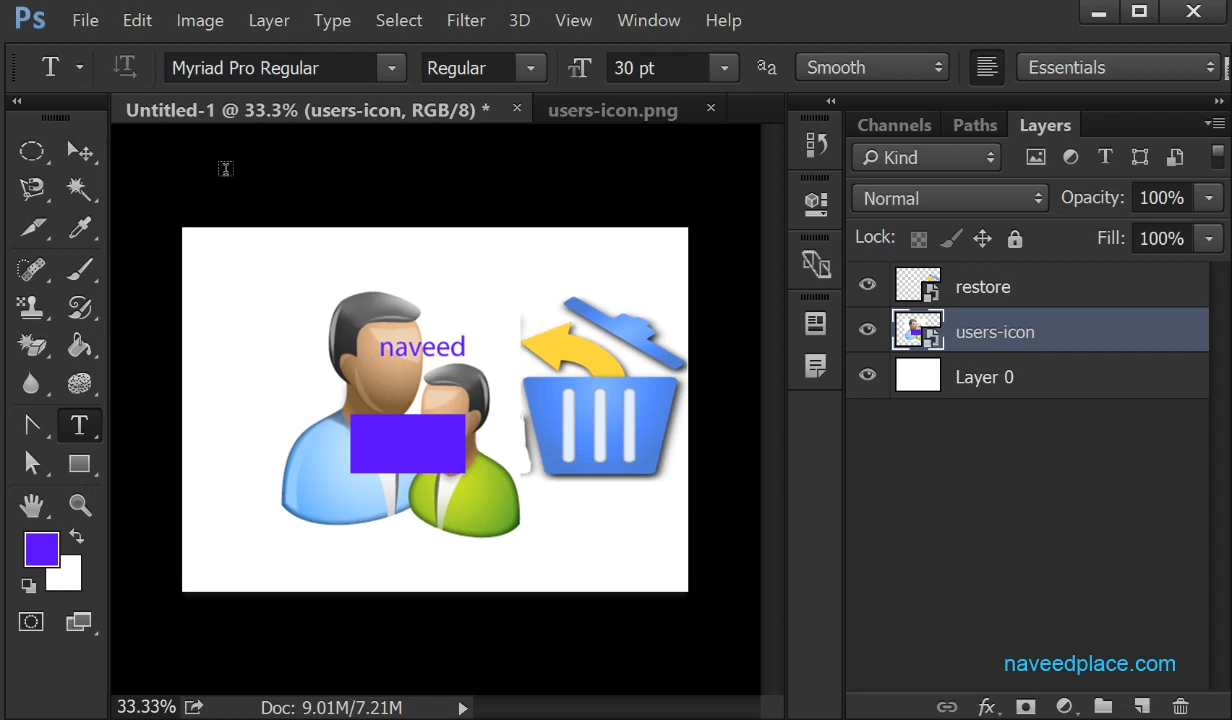 Ps File Edit Image Layer Type Select Filter 3D View Window Help
T Myriad Pro Regular Regular 30 pt aa Smooth Essentials
Untitled-1 @ 33.3% (users-icon, RGB/8) * × users-icon.png ×
Channels Paths Layers
Kind
Normal Opacity: 100%
Lock: Fill: 100%
restore
users-icon
Layer 0
naveed
naveedplace.com
33.33% Doc: 9.01M/7.21M
fx